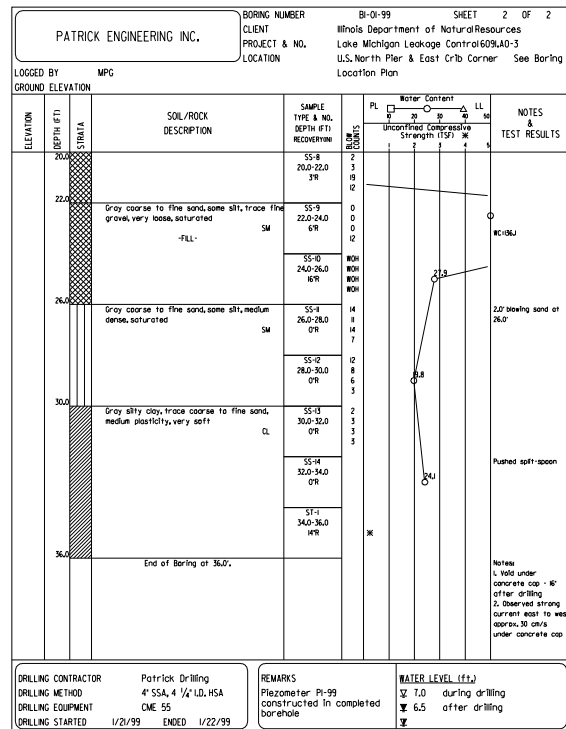 PATRICK ENGINEERING INC.
BORING NUMBER BI-01-99 SHEET 2 OF 2
CLIENT Illinois Department of Natural Resources
PROJECT & NO. Lake Michigan Leakage Control 609l.A0-3
LOCATION U.S. North Pier & East Crib Corner See Boring
Location Plan
LOGGED BY MPG
GROUND ELEVATION
ELEVATION
DEPTH (FT)
STRATA
SOIL/ROCK
DESCRIPTION
SAMPLE
TYPE & NO.
DEPTH (FT)
RECOVERY(IN)
BLOW
COUNTS
Water Content
PL LL
10 20 30 40 50
Unconfined Compressive
Strength (TSF) ※
1 2 3 4 5
NOTES
&
TEST RESULTS
20.0
SS-8
20.0-22.0
3"R
2
3
19
12
22.0
Gray coarse to fine sand, some silt, trace fine
gravel, very loose, saturated
SM
-FILL-
SS-9
22.0-24.0
6"R
0
0
0
12
WC=136.1
SS-10
24.0-26.0
16"R
WOH
WOH
WOH
WOH
27.9
26.0
Gray coarse to fine sand, some silt, medium
dense, saturated
SM
SS-11
26.0-28.0
0"R
14
11
14
7
2.0' blowing sand at
26.0'
SS-12
28.0-30.0
0"R
12
8
6
3
19.8
30.0
Gray silty clay, trace coarse to fine sand,
medium plasticity, very soft
CL
SS-13
30.0-32.0
0"R
2
3
3
3
SS-14
32.0-34.0
0"R
24.1
Pushed split-spoon
ST-1
34.0-36.0
14"R
※
36.0
End of Boring at 36.0'.
Notes:
1. Void under
concrete cap - 16"
after drilling
2. Observed strong
current east to wes
approx. 30 cm/s
under concrete cap
DRILLING CONTRACTOR Patrick Drilling
DRILLING METHOD 4" SSA, 4 1/4" I.D. HSA
DRILLING EQUIPMENT CME 55
DRILLING STARTED 1/21/99 ENDED 1/22/99
REMARKS
Piezometer PI-99
constructed in completed
borehole
WATER LEVEL (ft.)
7.0 during drilling
6.5 after drilling